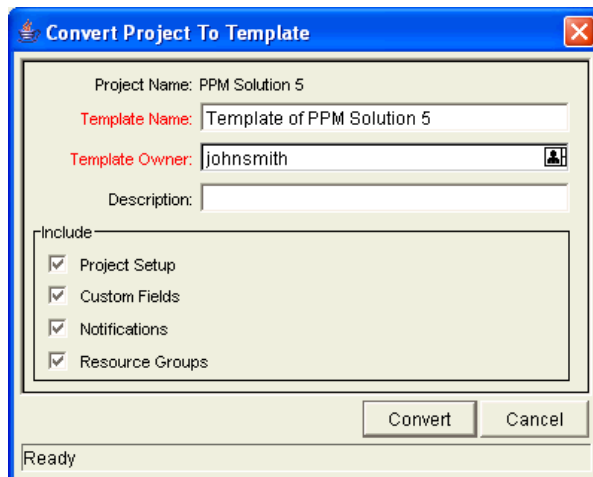 Convert Project To Template
Project Name: PPM Solution 5
Template Name: Template of PPM Solution 5
Template Owner: johnsmith
Description:
Include
Project Setup
Custom Fields
Notifications
Resource Groups
Convert Cancel
Ready